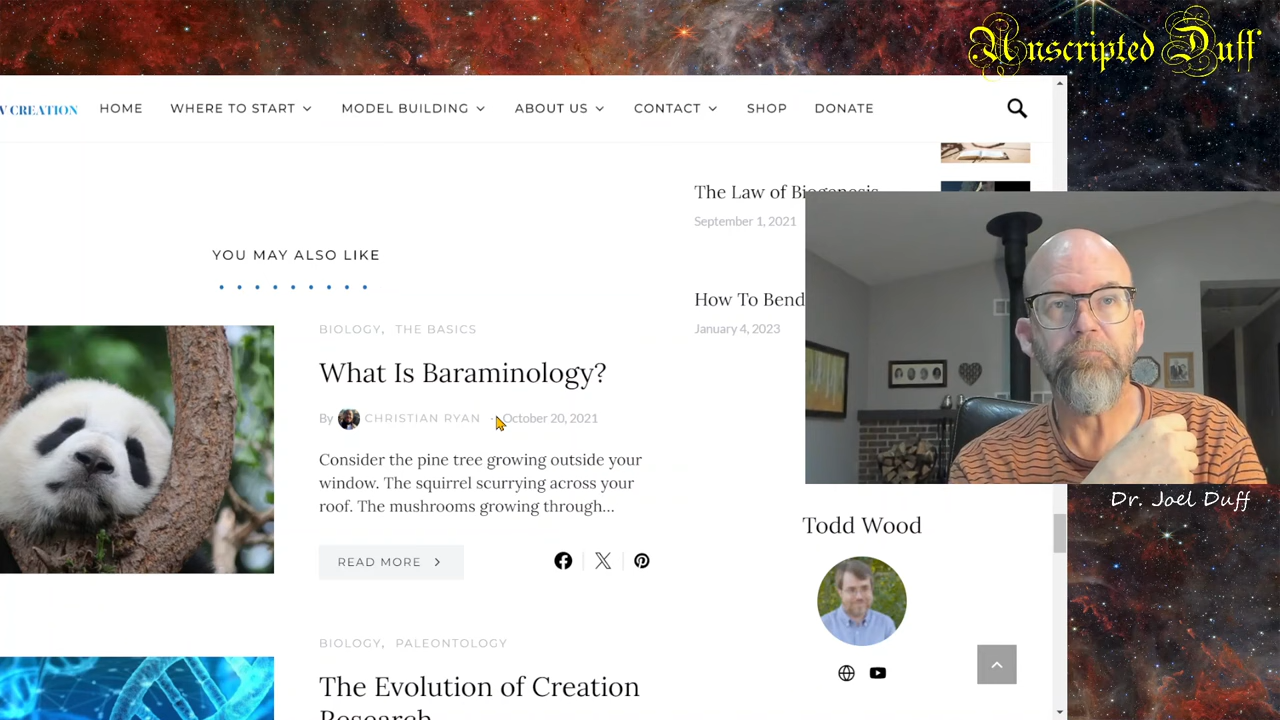 Unscripted Duff
CREATION
HOME
WHERE TO START
MODEL BUILDING
ABOUT US
CONTACT
SHOP
DONATE
The Law of Biogenesis
September 1, 2021
How To Bend
January 4, 2023
YOU MAY ALSO LIKE
BIOLOGY, THE BASICS
What Is Baraminology?
By CHRISTIAN RYAN · October 20, 2021
Consider the pine tree growing outside your
window. The squirrel scurrying across your
roof. The mushrooms growing through...
READ MORE
Dr. Joel Duff
Todd Wood
BIOLOGY, PALEONTOLOGY
The Evolution of Creation
Research